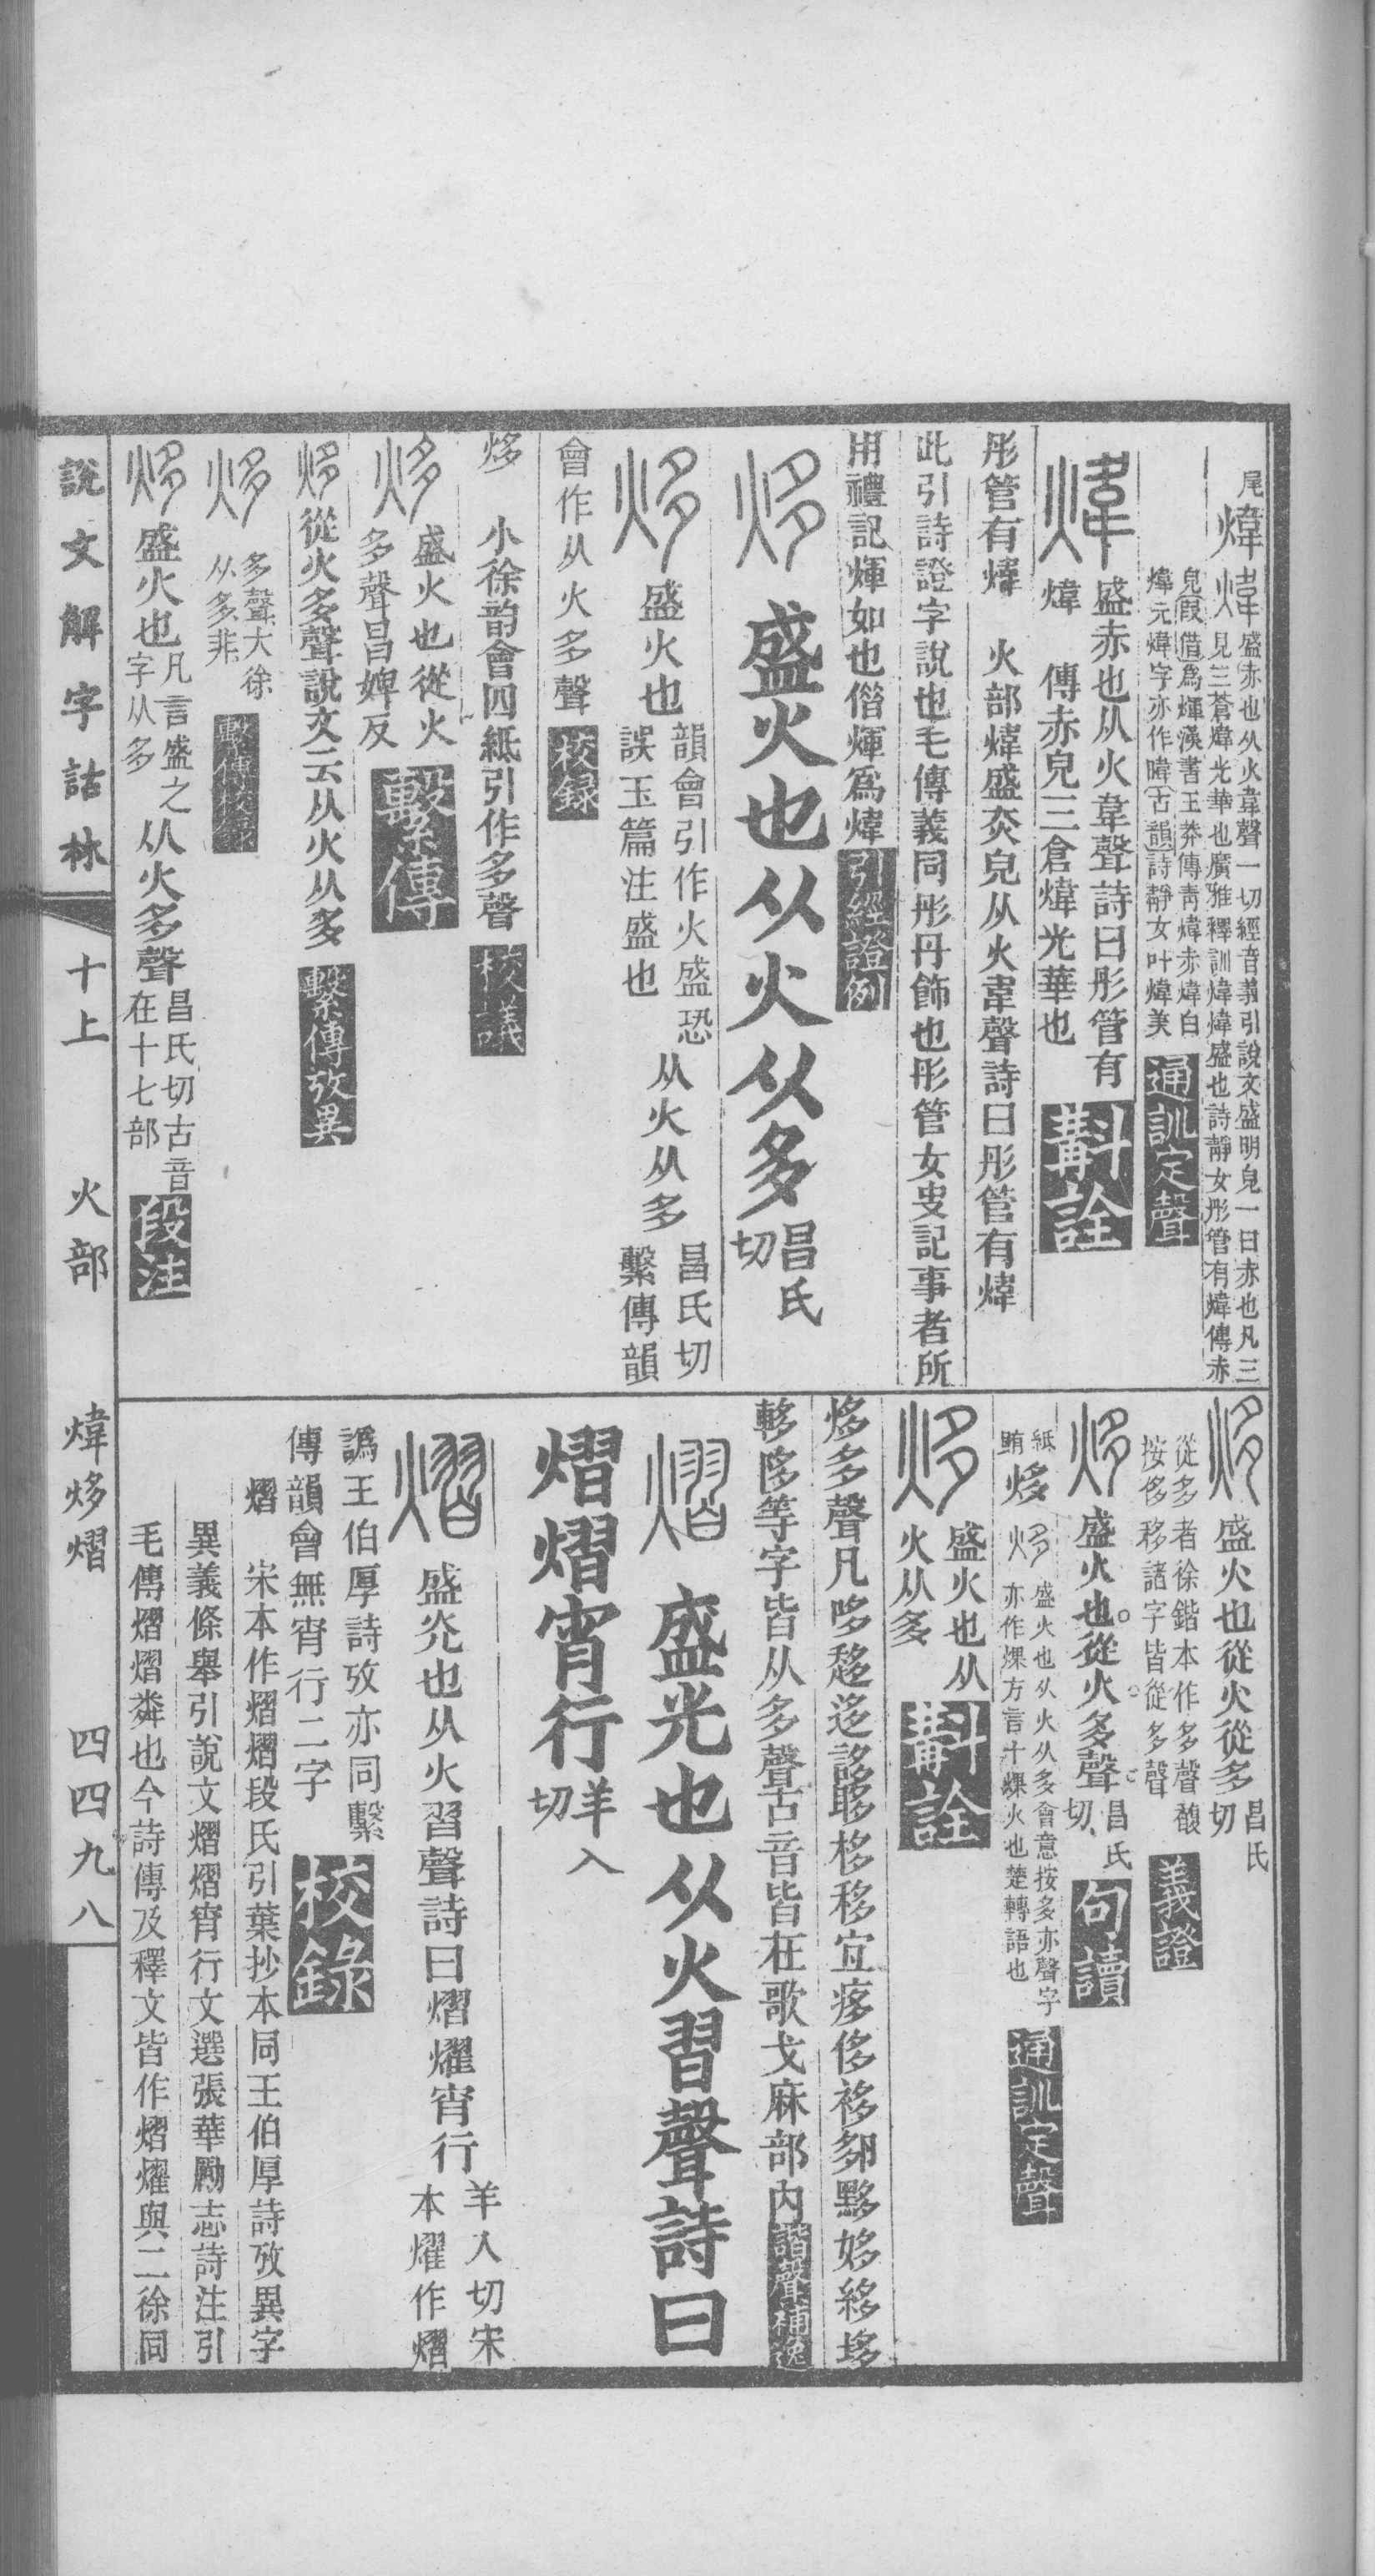 尾煒煒盛赤也从火韋聲一切經音義引說文盛明皃一曰赤也凡三
見三蒼煒光華也廣雅釋訓煒煒盛也詩靜女彤管有煒傳赤
皃叚借爲煇漢書王莽傳靑煒赤煒白
煒元煒字亦作暐古韻詩靜女叶煒美
通訓定聲
煒盛赤也从火韋聲詩曰彤管有
煒　傳赤皃三倉煒光華也
斠詮
彤管有煒　火部煒盛烾皃从火韋聲詩曰彤管有煒
此引詩證字說也毛傳義同彤丹飾也彤管女史記事者所
用禮記煇如也偕煇爲煒引經證例
炵盛火也从火从多昌氏切
炵盛火也韻會引作火盛恐誤玉篇注盛也从火从多昌氏切繫傳韻
會作从火多聲校録
炵　小徐韵會四紙引作多聲校議
炵盛火也從火多聲昌婢反繫傳
炵從火多聲說文云从火从多繫傳攷異
炵多聲大徐从多非繫傳校錄
炵盛火也凡言盛之字从多从火多聲昌氏切古音在十七部段注
炵盛火也從火從多昌氏切
從多者徐鍇本作多聲馥
按侈移諸字皆從多聲
義證
炵盛火也從火多聲昌氏切句讀
紙
炵炵盛火也从火从多會意按多亦聲字
亦作煤方言十煤火也楚轉語也
通訓定聲
炵盛火也从火从多斠詮
炵多聲凡哆趍迻誃眵栘移宐痑侈袳卶黟姼絼垑
軫陊等字皆从多聲古音皆在歌戈麻部內諧聲補逸
熠盛光也从火習聲詩曰
熠熠宵行羊入切
熠盛灮也从火習聲詩曰熠燿宵行羊入切宋本燿作熠
譌王伯厚詩攷亦同繫傳韻會無宵行二字校錄
熠　宋本作熠熠段氏引葉抄本同王伯厚詩攷異字
異義條舉引說文熠熠宵行文選張華勵志詩注引
毛傳熠熠粦也今詩傳及釋文皆作熠燿與二徐同
說文解字詁林　十上　火部　煒炵熠　四四九八